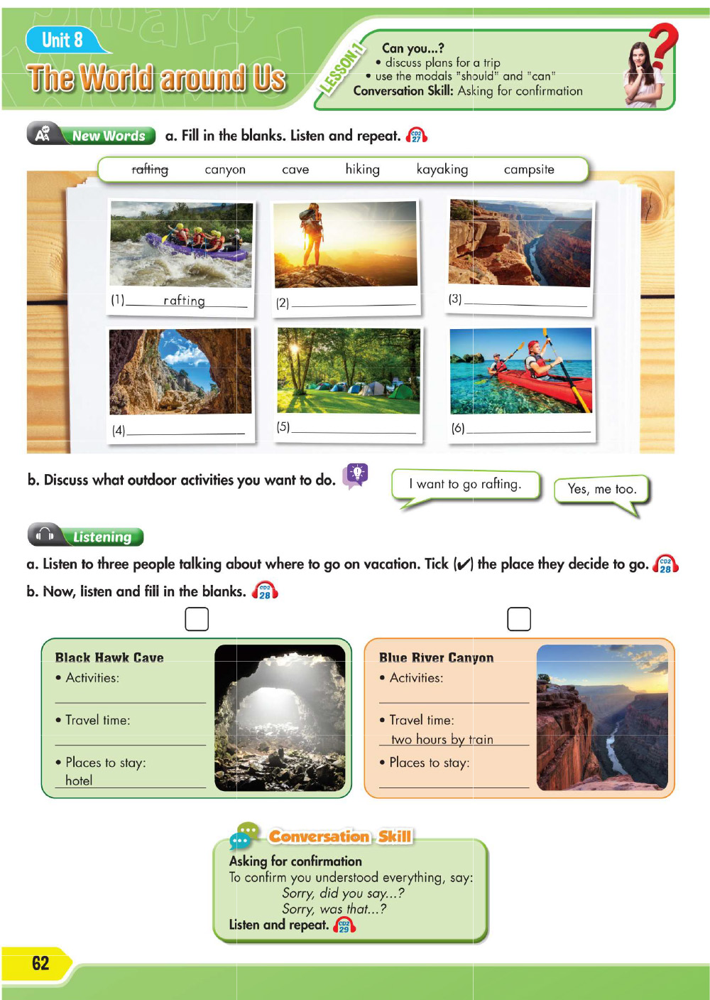 Unit 8
The World around Us
LESSON 1
Can you...?
• discuss plans for a trip
• use the modals "should" and "can"
Conversation Skill: Asking for confirmation
New Words
a. Fill in the blanks. Listen and repeat.
CD2
27
rafting canyon cave hiking kayaking campsite
(1) rafting
(2)
(3)
(4)
(5)
(6)
b. Discuss what outdoor activities you want to do.
I want to go rafting.
Yes, me too.
Listening
a. Listen to three people talking about where to go on vacation. Tick (✔) the place they decide to go.
CD2
28
b. Now, listen and fill in the blanks.
CD2
28
Black Hawk Cave
• Activities:
• Travel time:
• Places to stay:
hotel
Blue River Canyon
• Activities:
• Travel time:
two hours by train
• Places to stay:
Conversation Skill
Asking for confirmation
To confirm you understood everything, say:
Sorry, did you say...?
Sorry, was that...?
Listen and repeat.
CD2
29
62